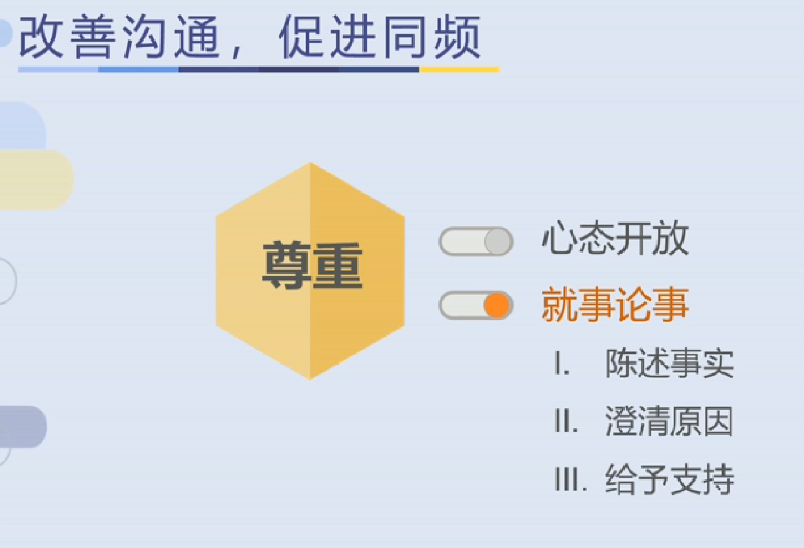 改善沟通，促进同频
尊重
心态开放
就事论事
I. 陈述事实
II. 澄清原因
III. 给予支持